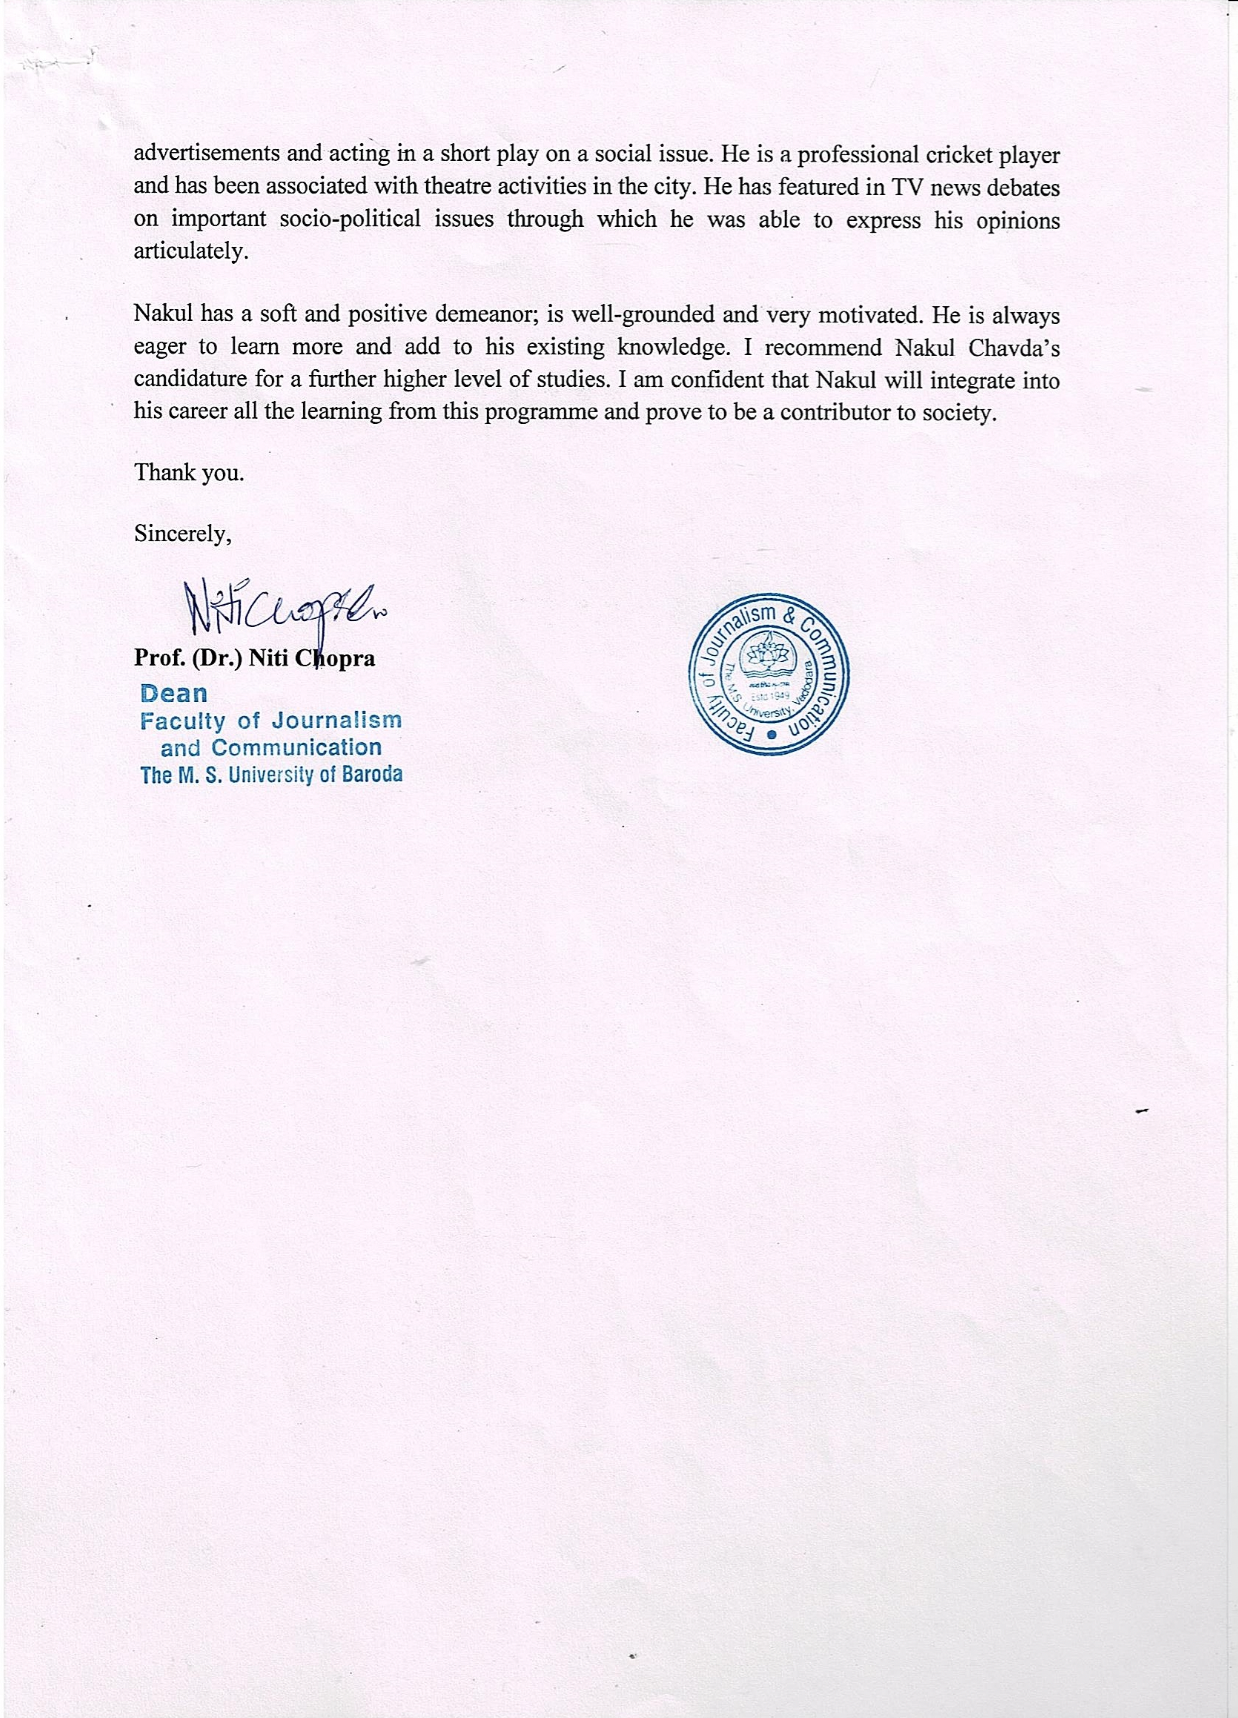 advertisements and acting in a short play on a social issue. He is a professional cricket player
and has been associated with theatre activities in the city. He has featured in TV news debates
on important socio-political issues through which he was able to express his opinions
articulately.
Nakul has a soft and positive demeanor; is well-grounded and very motivated. He is always
eager to learn more and add to his existing knowledge. I recommend Nakul Chavda’s
candidature for a further higher level of studies. I am confident that Nakul will integrate into
his career all the learning from this programme and prove to be a contributor to society.
Thank you.
Sincerely,
Niti Chopra
Prof. (Dr.) Niti Chopra
Dean
Faculty of Journalism
and Communication
The M. S. University of Baroda
Faculty of Journalism & Communication
The M.S. University, Vadodara
Estd 1949